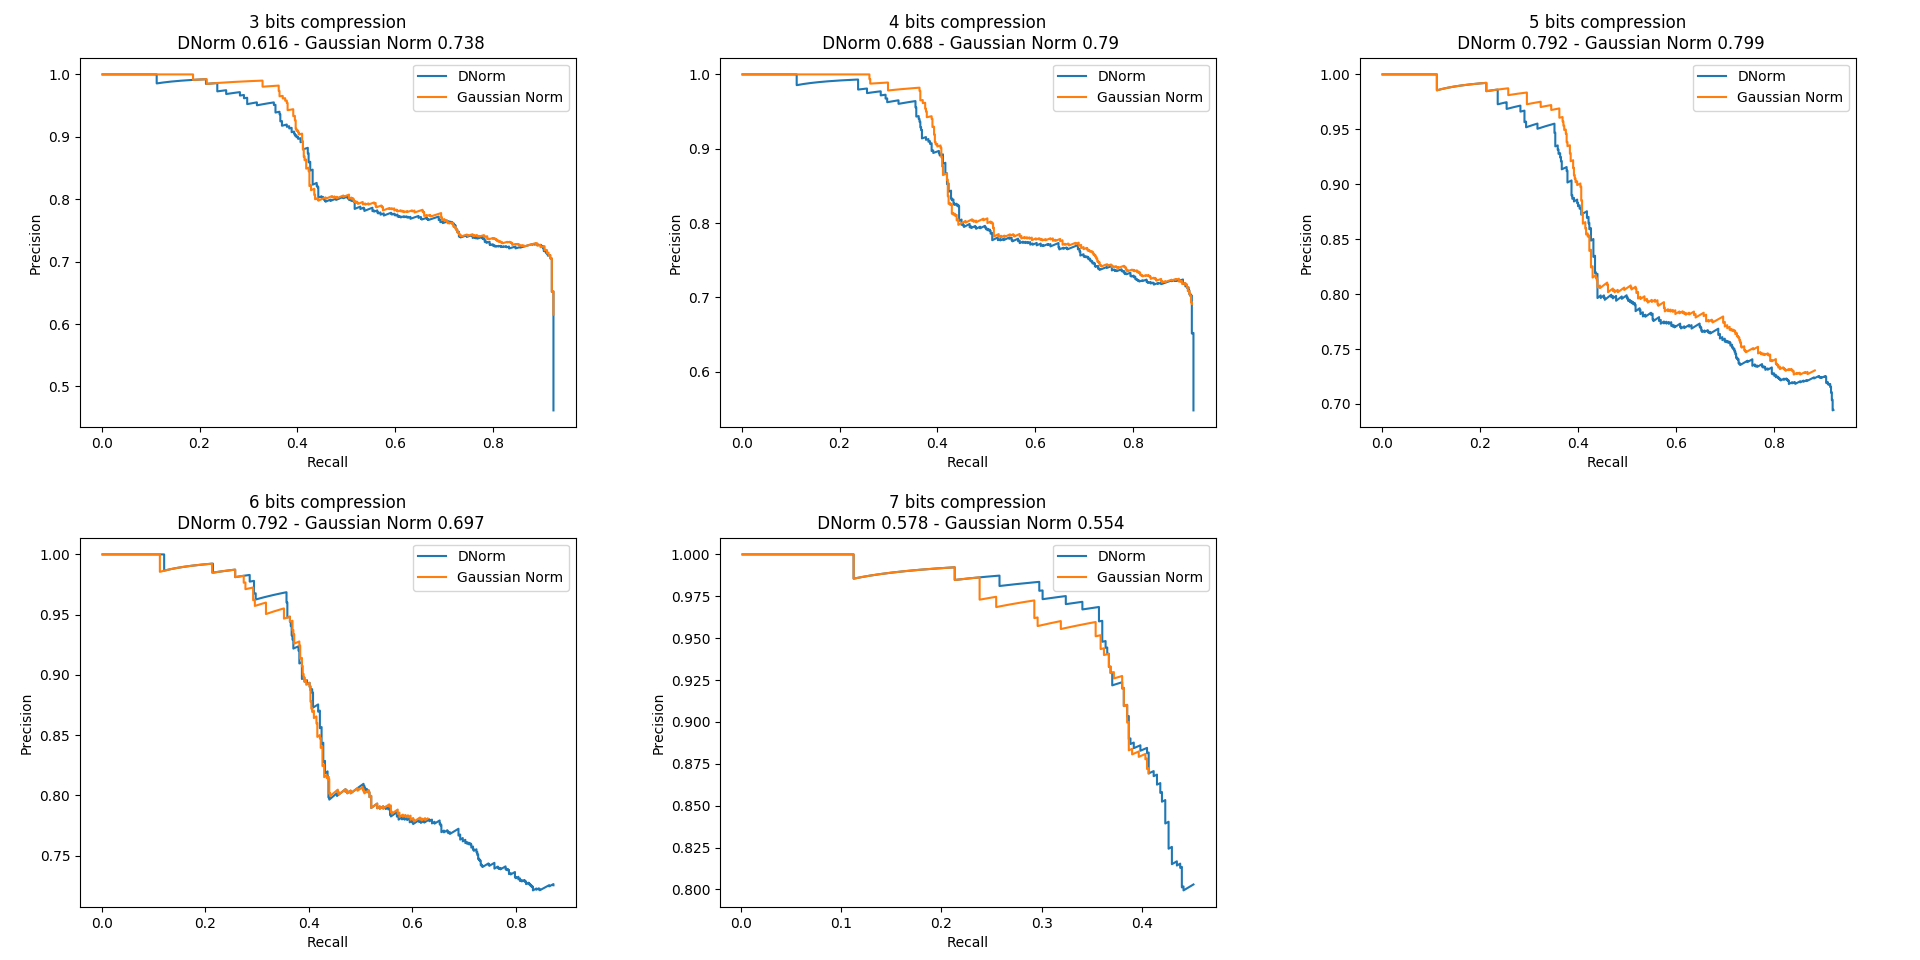 3 bits compression
DNorm 0.616 - Gaussian Norm 0.738
DNorm
Gaussian Norm
Precision
1.0
0.9
0.8
0.7
0.6
0.5
0.0 0.2 0.4 0.6 0.8
Recall
4 bits compression
DNorm 0.688 - Gaussian Norm 0.79
DNorm
Gaussian Norm
Precision
1.0
0.9
0.8
0.7
0.6
0.0 0.2 0.4 0.6 0.8
Recall
5 bits compression
DNorm 0.792 - Gaussian Norm 0.799
DNorm
Gaussian Norm
Precision
1.00
0.95
0.90
0.85
0.80
0.75
0.70
0.0 0.2 0.4 0.6 0.8
Recall
6 bits compression
DNorm 0.792 - Gaussian Norm 0.697
DNorm
Gaussian Norm
Precision
1.00
0.95
0.90
0.85
0.80
0.75
0.0 0.2 0.4 0.6 0.8
Recall
7 bits compression
DNorm 0.578 - Gaussian Norm 0.554
DNorm
Gaussian Norm
Precision
1.000
0.975
0.950
0.925
0.900
0.875
0.850
0.825
0.800
0.0 0.1 0.2 0.3 0.4
Recall